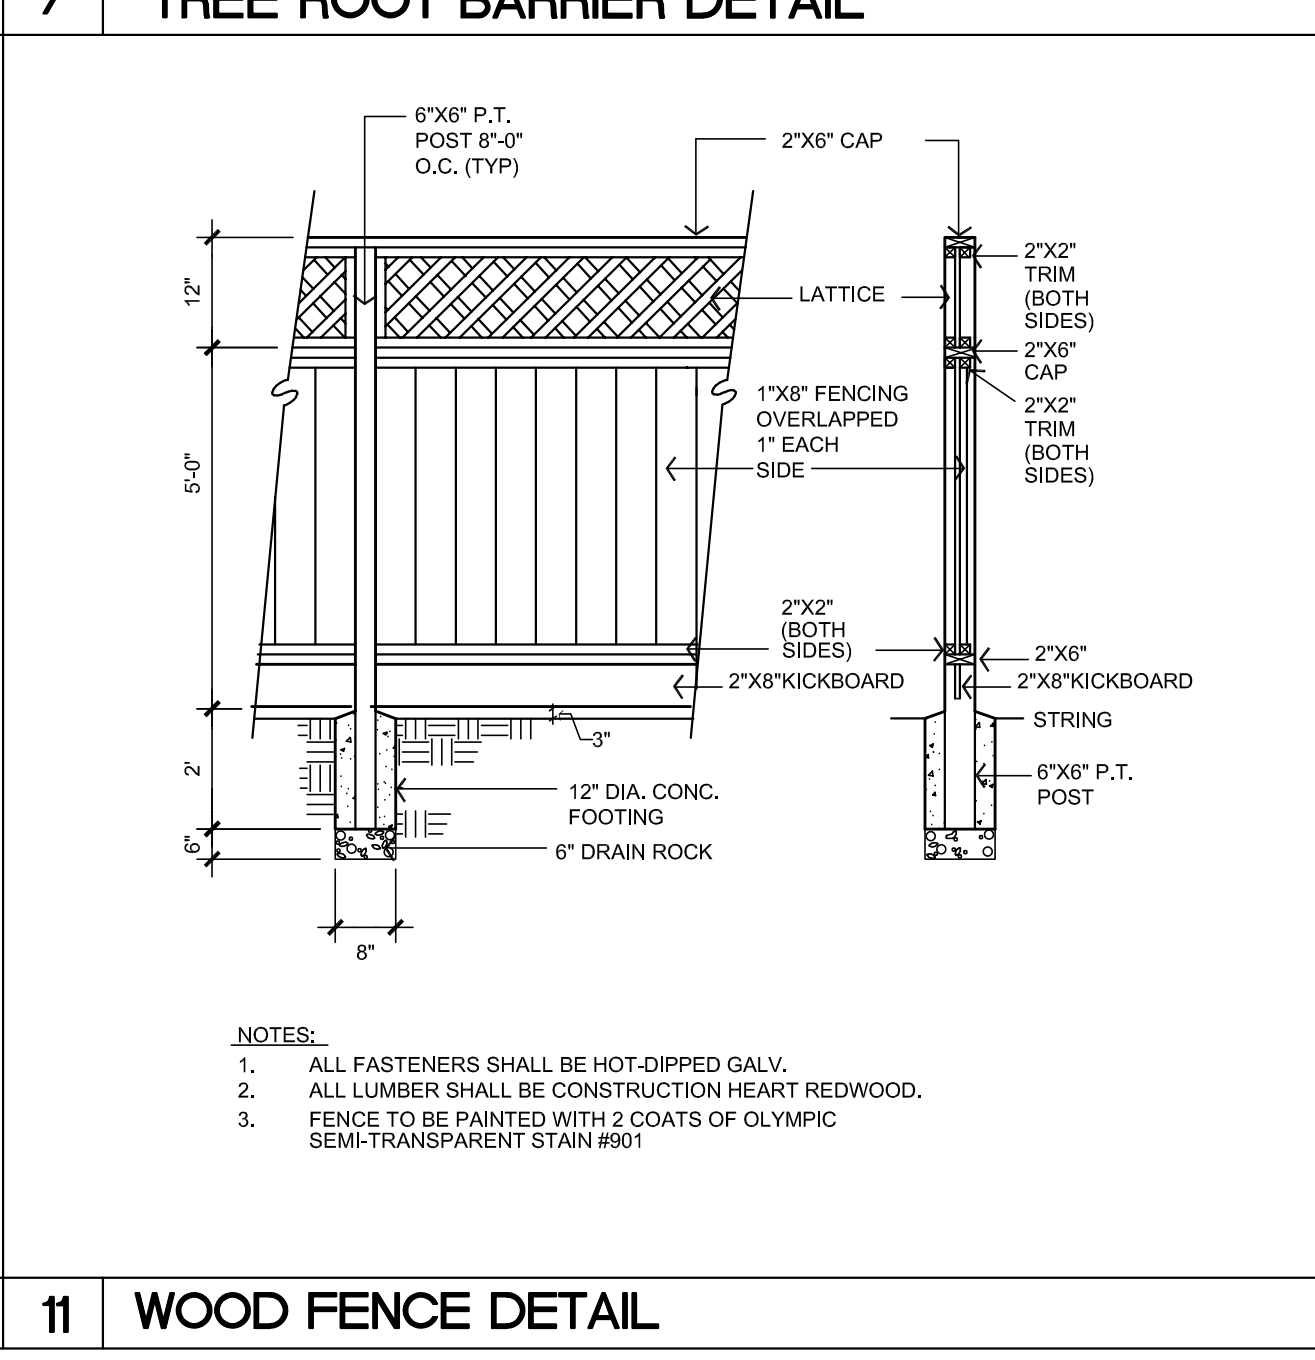 7 TREE ROOT BARRIER DETAIL
6"X6" P.T.
POST 8"-0"
O.C. (TYP)
2"X6" CAP
12"
LATTICE
2"X2"
TRIM
(BOTH
SIDES)
2"X6"
CAP
2"X2"
TRIM
(BOTH
SIDES)
1"X8" FENCING
OVERLAPPED
1" EACH
SIDE
5'-0"
2"X2"
(BOTH
SIDES)
2"X6"
2"X8"KICKBOARD
2"X8"KICKBOARD
STRING
3"
2'
6"X6" P.T.
POST
12" DIA. CONC.
FOOTING
6"
6" DRAIN ROCK
8"
NOTES:
1. ALL FASTENERS SHALL BE HOT-DIPPED GALV.
2. ALL LUMBER SHALL BE CONSTRUCTION HEART REDWOOD.
3. FENCE TO BE PAINTED WITH 2 COATS OF OLYMPIC
SEMI-TRANSPARENT STAIN #901
11 WOOD FENCE DETAIL